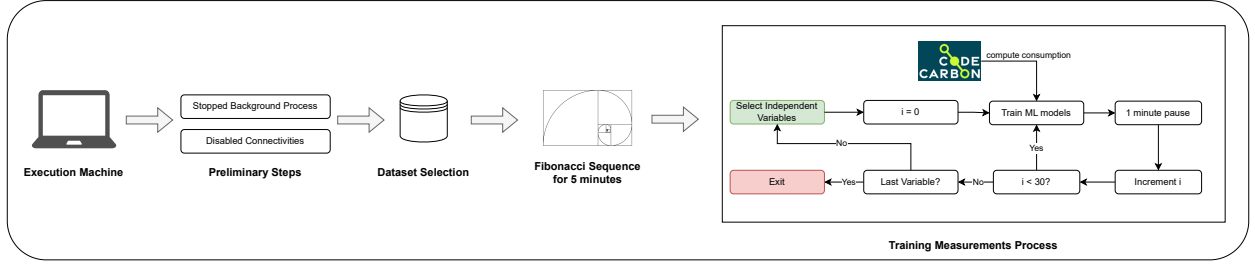 Execution Machine
Stopped Background Process
Disabled Connectivities
Preliminary Steps
Dataset Selection
Fibonacci Sequence
for 5 minutes
CODE
CARBON
compute consumption
Select Independent
Variables
i = 0
Train ML models
1 minute pause
No
Yes
Exit
Yes
Last Variable?
No
i < 30?
Increment i
Training Measurements Process